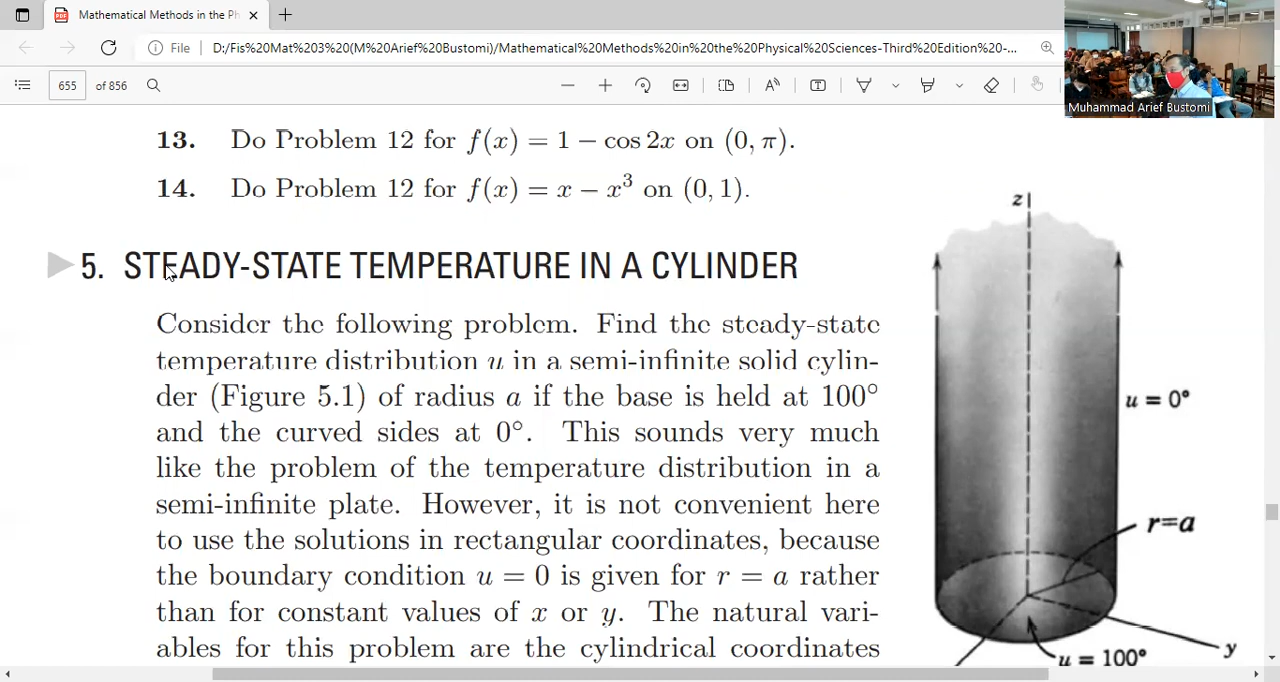 Mathematical Methods in the Ph
File
D:/Fis%20Mat%203%20(M%20Arief%20Bustomi)/Mathematical%20Methods%20in%20the%20Physical%20Sciences-Third%20Edition%20-...
655 of 856
Muhammad Arief Bustomi
13. Do Problem 12 for f(x) = 1 − cos 2x on (0, π).
14. Do Problem 12 for f(x) = x − x³ on (0, 1).
5. STEADY-STATE TEMPERATURE IN A CYLINDER
Consider the following problem. Find the steady-state
temperature distribution u in a semi-infinite solid cylin-
der (Figure 5.1) of radius a if the base is held at 100°
and the curved sides at 0°. This sounds very much
like the problem of the temperature distribution in a
semi-infinite plate. However, it is not convenient here
to use the solutions in rectangular coordinates, because
the boundary condition u = 0 is given for r = a rather
than for constant values of x or y. The natural vari-
ables for this problem are the cylindrical coordinates
z
u = 0°
r=a
y
u = 100°